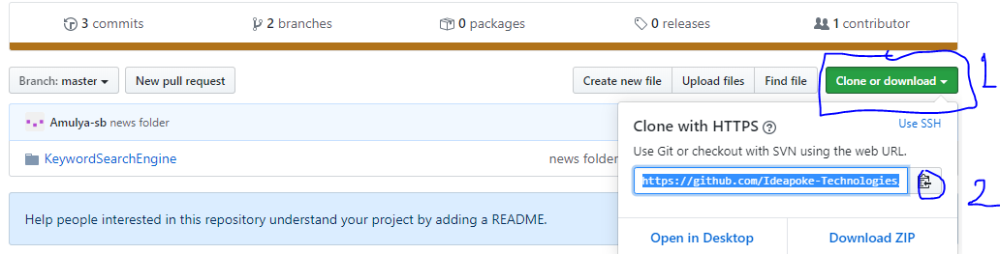 3 commits 2 branches 0 packages 0 releases 1 contributor
Branch: master New pull request Create new file Upload files Find file Clone or download 1
Amulya-sb news folder
Clone with HTTPS Use SSH
KeywordSearchEngine news folder
Use Git or checkout with SVN using the web URL.
https://github.com/Ideapoke-Technologies 2
Help people interested in this repository understand your project by adding a README.
Open in Desktop Download ZIP